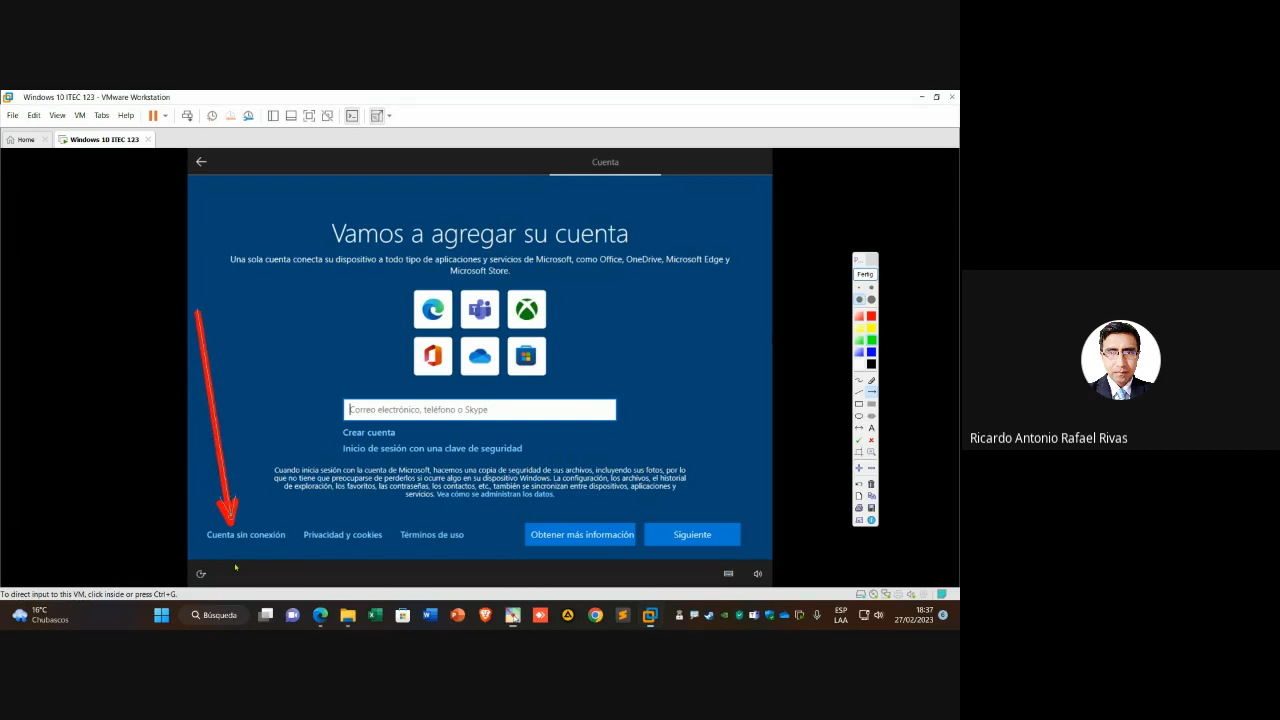 Windows 10 ITEC 123 - VMware Workstation
File Edit View VM Tabs Help
Home
Windows 10 ITEC 123
Cuenta
Vamos a agregar su cuenta
Una sola cuenta conecta su dispositivo a todo tipo de aplicaciones y servicios de Microsoft, como Office, OneDrive, Microsoft Edge y
Microsoft Store.
Correo electrónico, teléfono o Skype
Crear cuenta
Inicio de sesión con una clave de seguridad
Cuando inicia sesión con la cuenta de Microsoft, hacemos una copia de seguridad de sus archivos, incluyendo sus fotos, por lo
que no tiene que preocuparse de perderlos si ocurre algo en su dispositivo Windows. La configuración, los archivos, el historial
de exploración, los favoritos, las contraseñas, los contactos, etc., también se sincronizan entre dispositivos, aplicaciones y
servicios. Vea cómo se administran los datos.
Cuenta sin conexión
Privacidad y cookies
Términos de uso
Obtener más información
Siguiente
P...
Fertig
A
Ricardo Antonio Rafael Rivas
To direct input to this VM, click inside or press Ctrl+G.
16°C
Chubascos
Búsqueda
ESP
LAA
18:37
27/02/2023